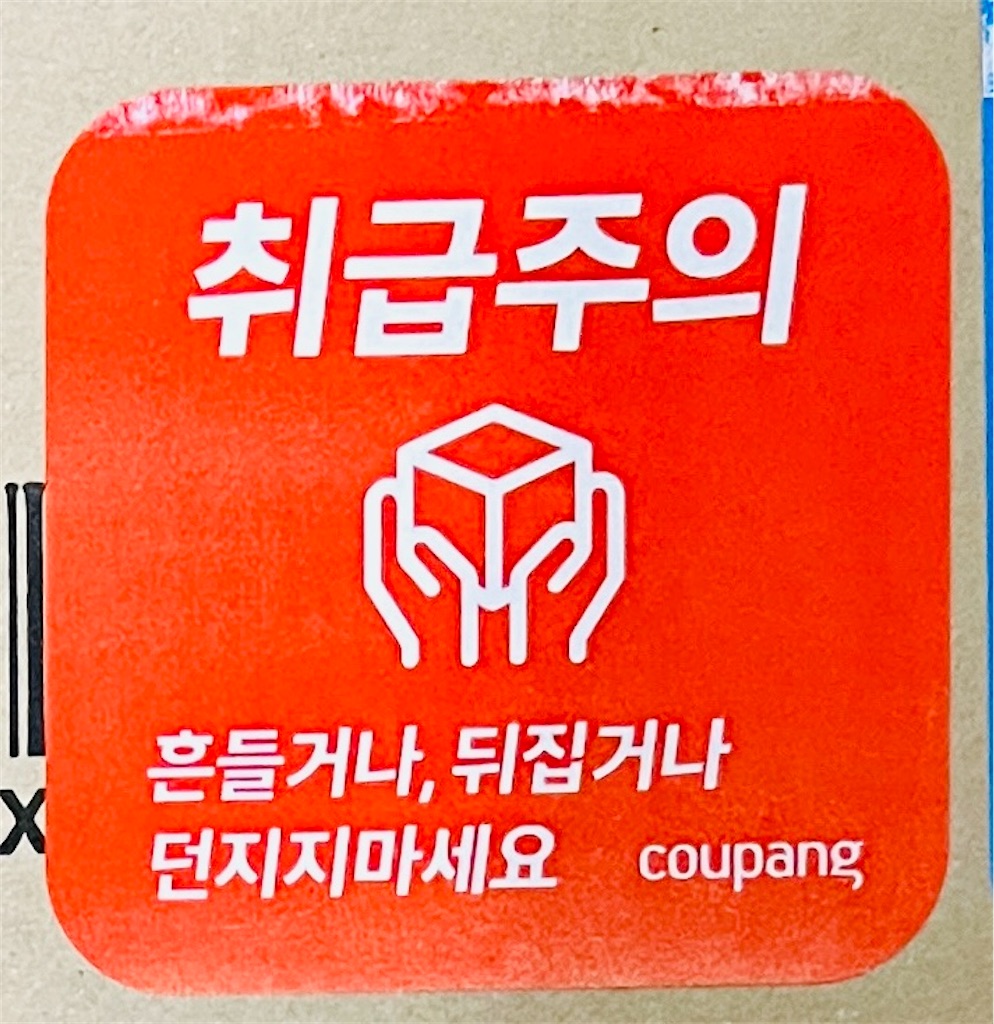 취급주의
흔들거나, 뒤집거나
던지지마세요
coupang
X